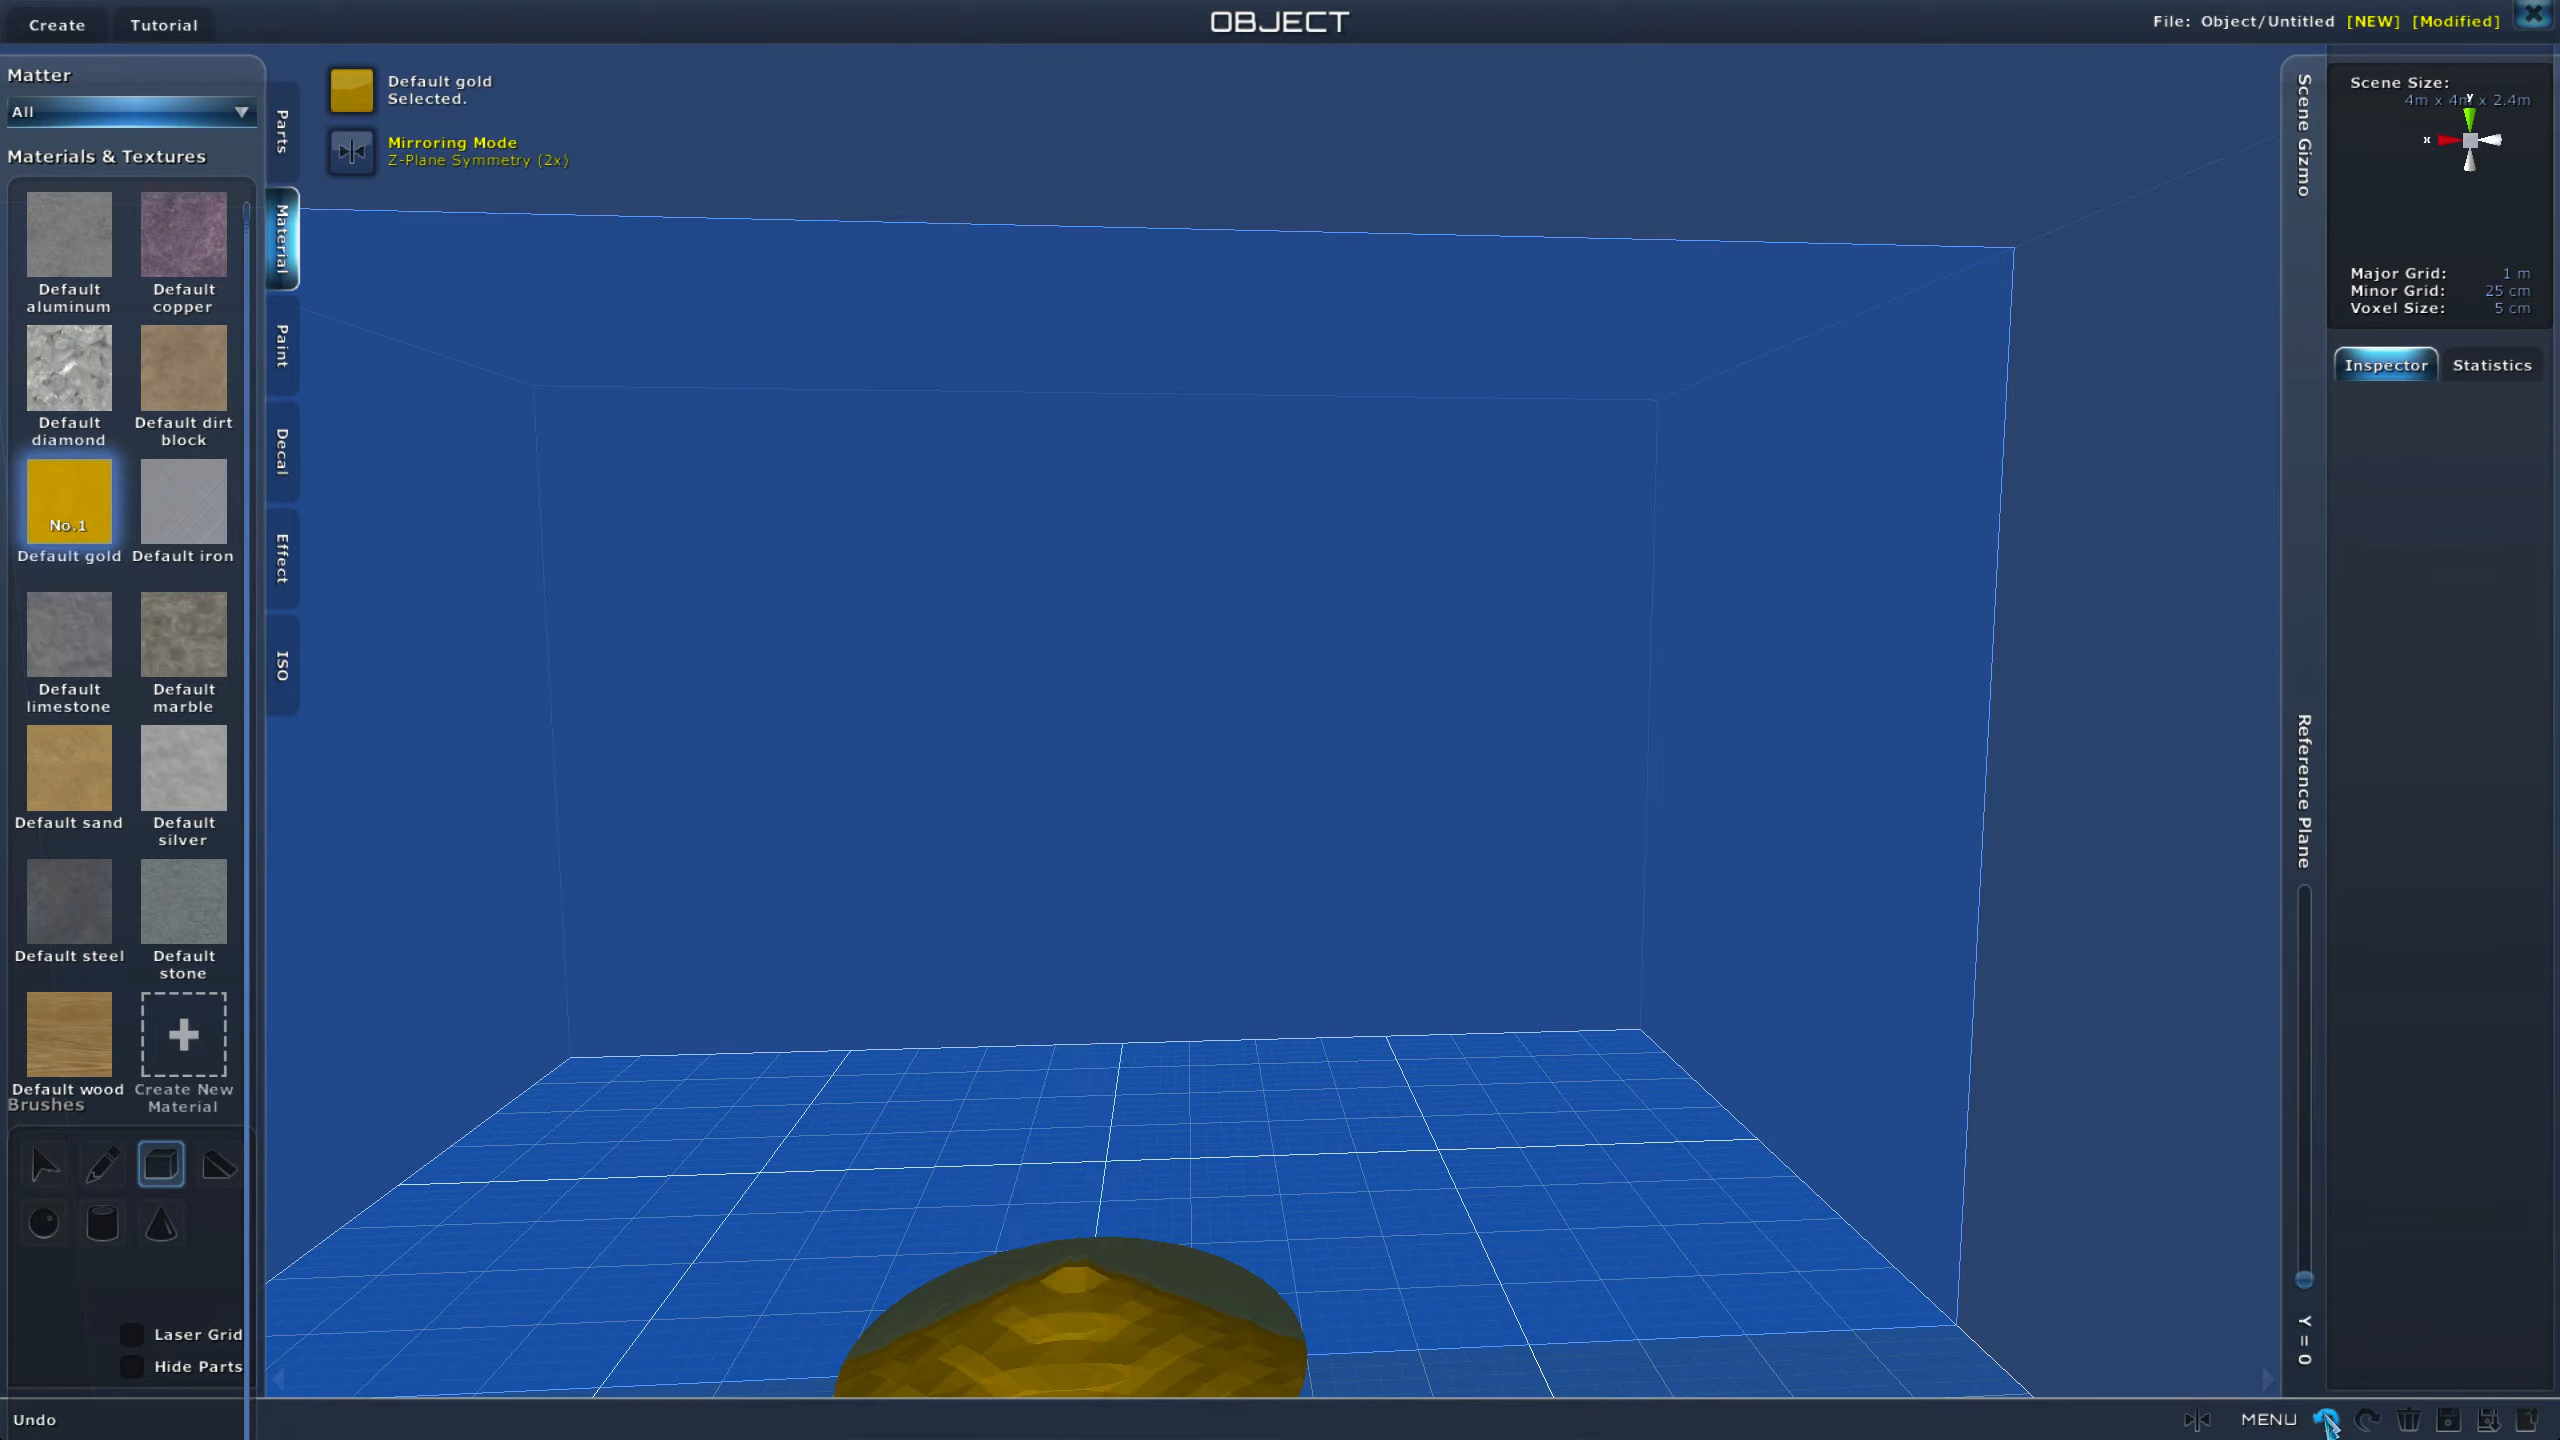 Create
Tutorial
OBJECT
File: Object/Untitled [NEW] [Modified]
Matter
All
Materials & Textures
Default
aluminum
Default
copper
Default
diamond
Default dirt
block
No.1
Default gold
Default iron
Default
limestone
Default
marble
Default sand
Default
silver
Default steel
Default
stone
Default wood
Create New
Material
Brushes
Laser Grid
Hide Parts
Undo
Parts
Material
Paint
Decal
Effect
ISO
Default gold
Selected.
Mirroring Mode
Z-Plane Symmetry (2x)
Scene Gizmo
Reference Plane
Y = 0
Scene Size:
4m x 4m x 2.4m
y
x
Major Grid: 1 m
Minor Grid: 25 cm
Voxel Size: 5 cm
Inspector
Statistics
MENU